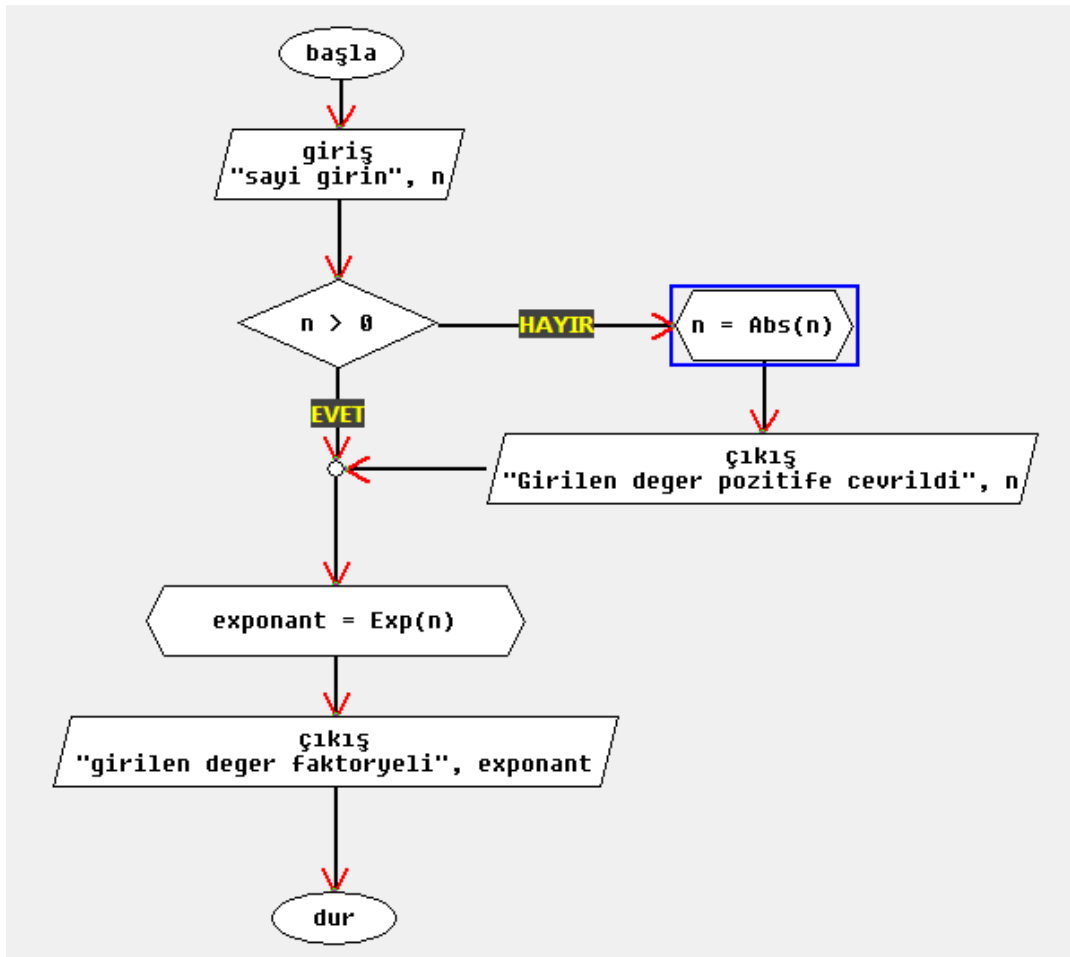 başla
giriş
"sayi girin", n
n > 0
HAYIR
n = Abs(n)
EVET
çıkış
"Girilen deger pozitife cevrildi", n
exponant = Exp(n)
çıkış
"girilen deger faktoryeli", exponant
dur